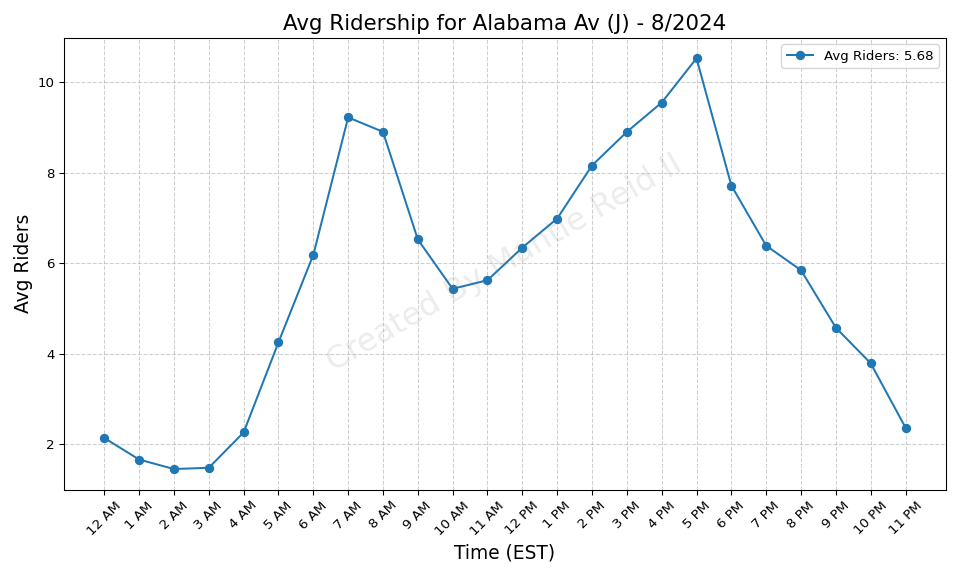 Avg Ridership for Alabama Av (J) - 8/2024
Avg Riders: 5.68
Avg Riders
10
8
6
4
2
Created By Mantle Reid II
12 AM 1 AM 2 AM 3 AM 4 AM 5 AM 6 AM 7 AM 8 AM 9 AM 10 AM 11 AM 12 PM 1 PM 2 PM 3 PM 4 PM 5 PM 6 PM 7 PM 8 PM 9 PM 10 PM 11 PM
Time (EST)